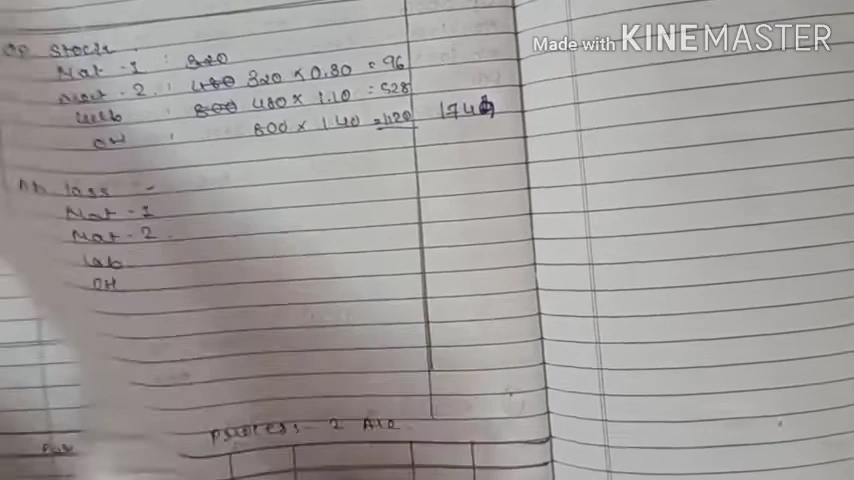 Made with KINEMASTER
OP Stock.
Mat - 1 : 320
Mat - 2 : 480 320 × 0.30 = 96
Lab : 800 480 × 1.10 = 528
OH : 800 × 1.40 = 1120 1744
Ab loss -
Mat - 1
Mat - 2
Lab
OH
Process - 2 A/c